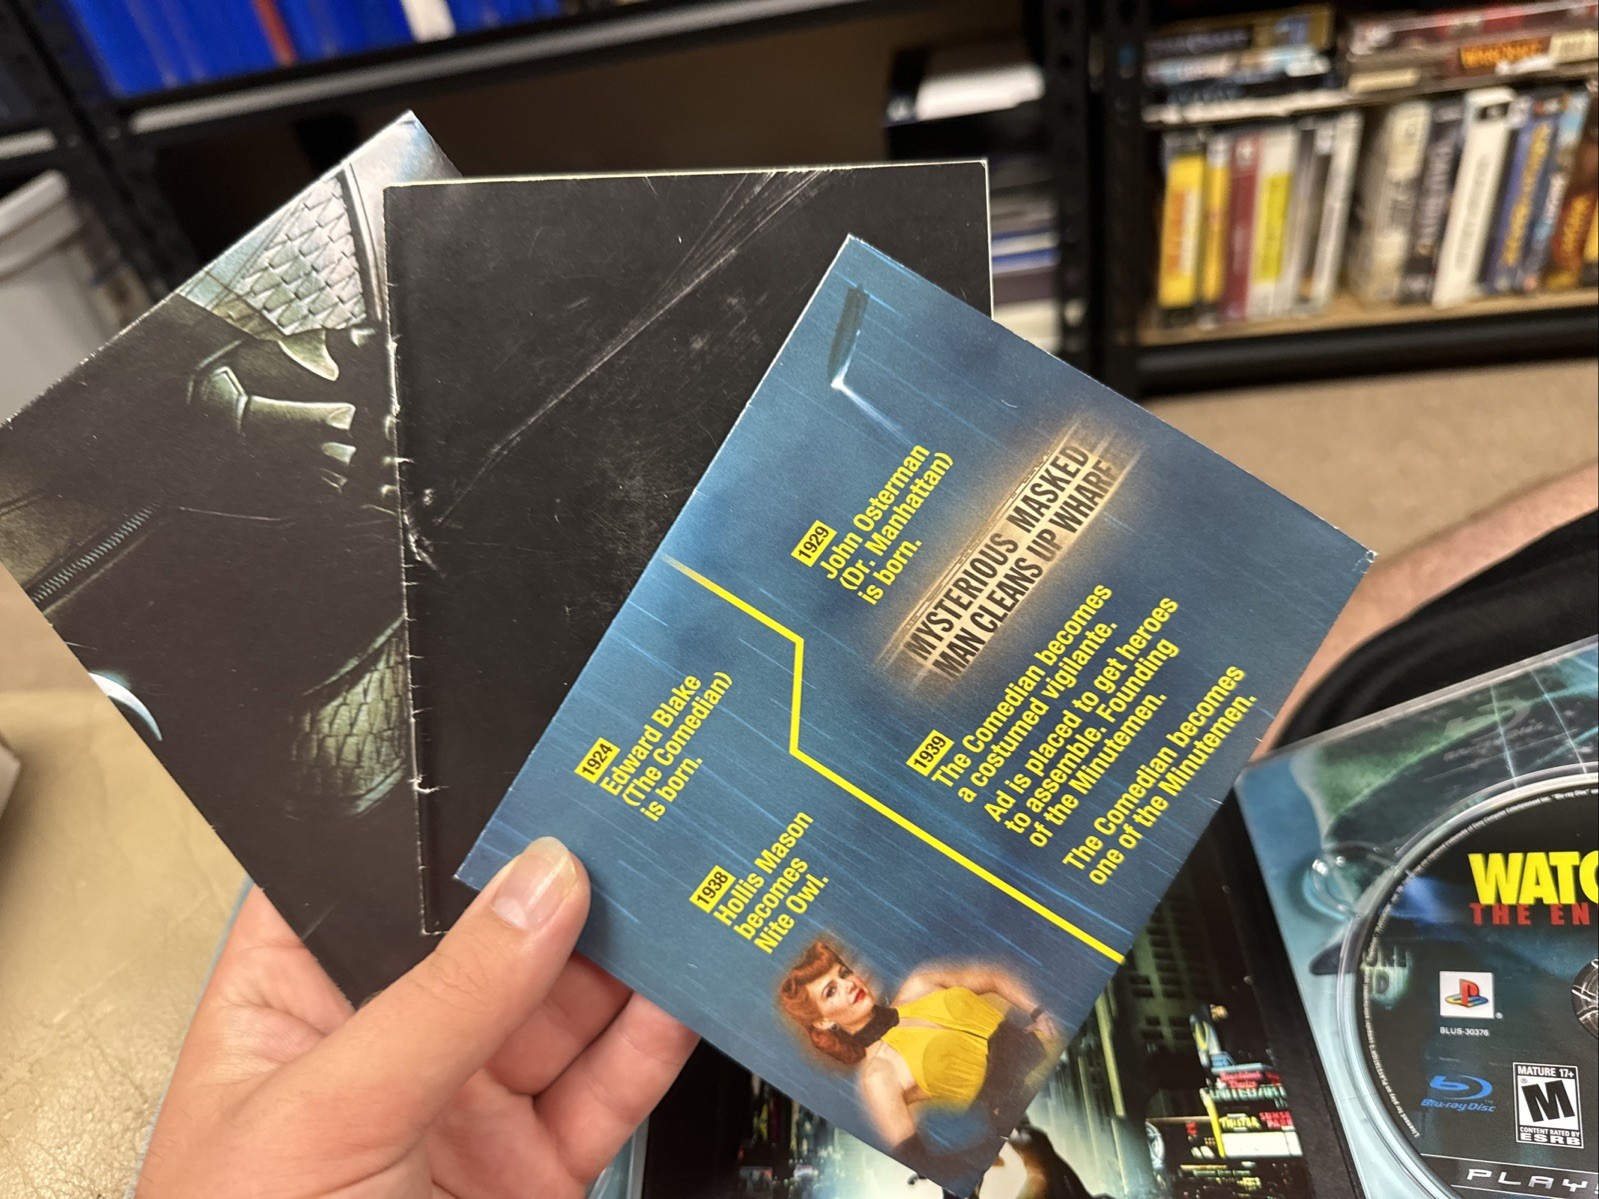 1929
John Osterman
(Dr. Manhattan)
is born.
MYSTERIOUS MASKED
MAN CLEANS UP WHARF
1924
Edward Blake
(The Comedian)
is born.
1939
The Comedian becomes
a costumed vigilante.
Ad is placed to get heroes
to assemble. Founding
of the Minutemen.
The Comedian becomes
one of the Minutemen.
1938
Hollis Mason
becomes
Nite Owl.
WATC
THE EN
BLUS-30376
Blu-ray Disc
MATURE 17+
M
CONTENT RATED BY
ESRB
PLAY